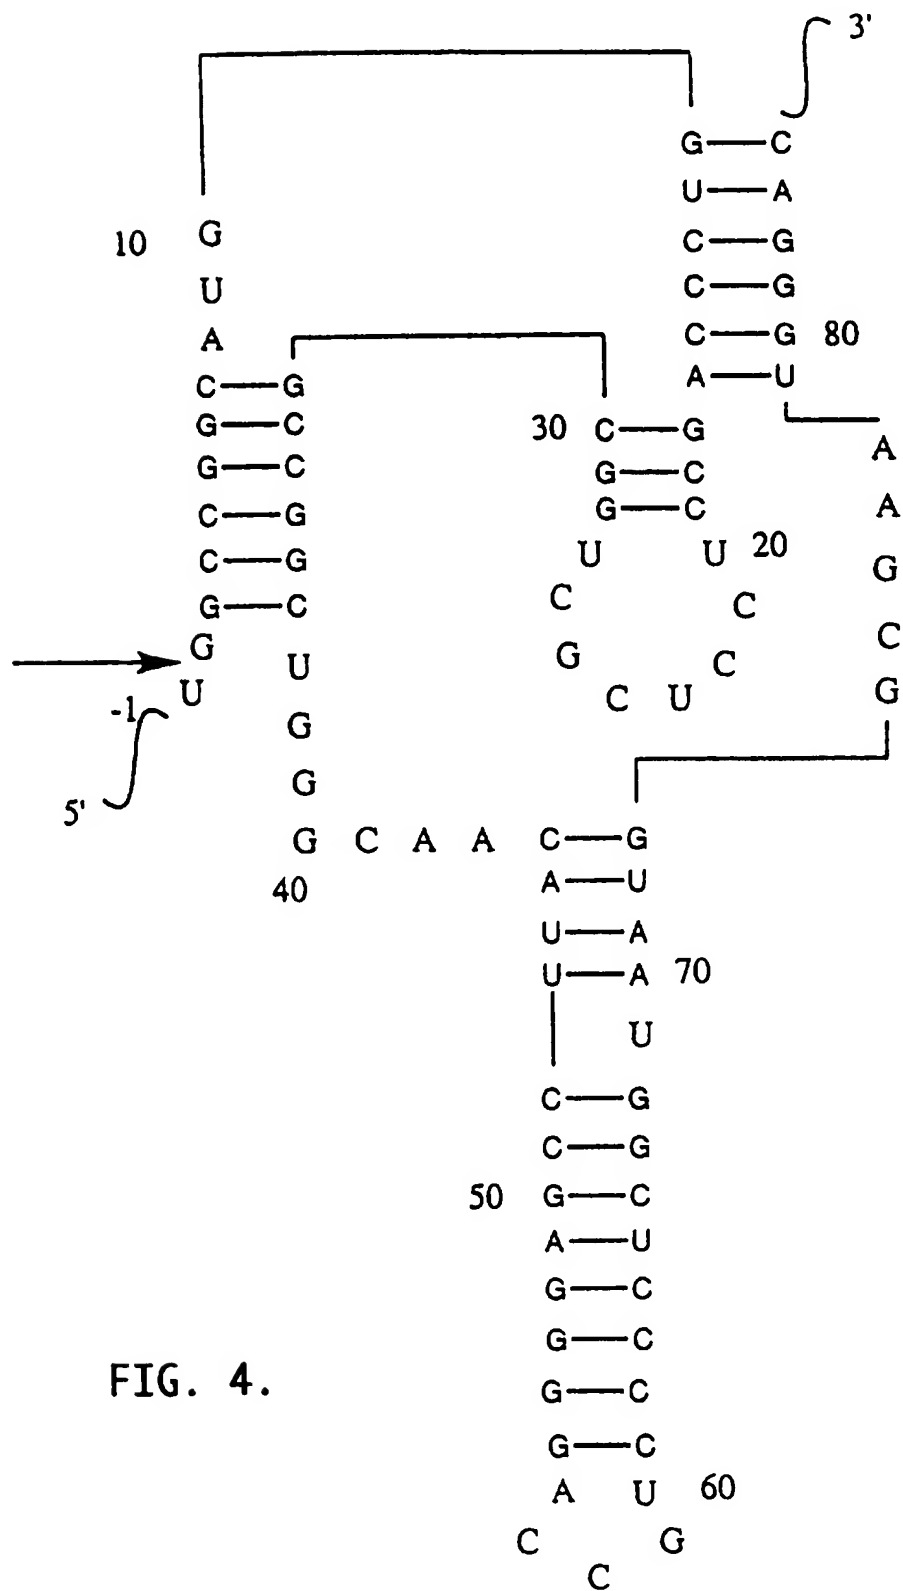 3'
G C
U A
10 G C G
U C G
A C G 80
C G A U
G C 30 C G A
G C G C
C G G C A
C G U U 20 G
G C C C C
G U G C
-1 U C U G
5'
G
G
G C A A C G
40 A U
U A
U A 70
U
C G
C G
50 G C
A U
G C
G C
FIG. 4. G C
G C
A U 60
C G
C